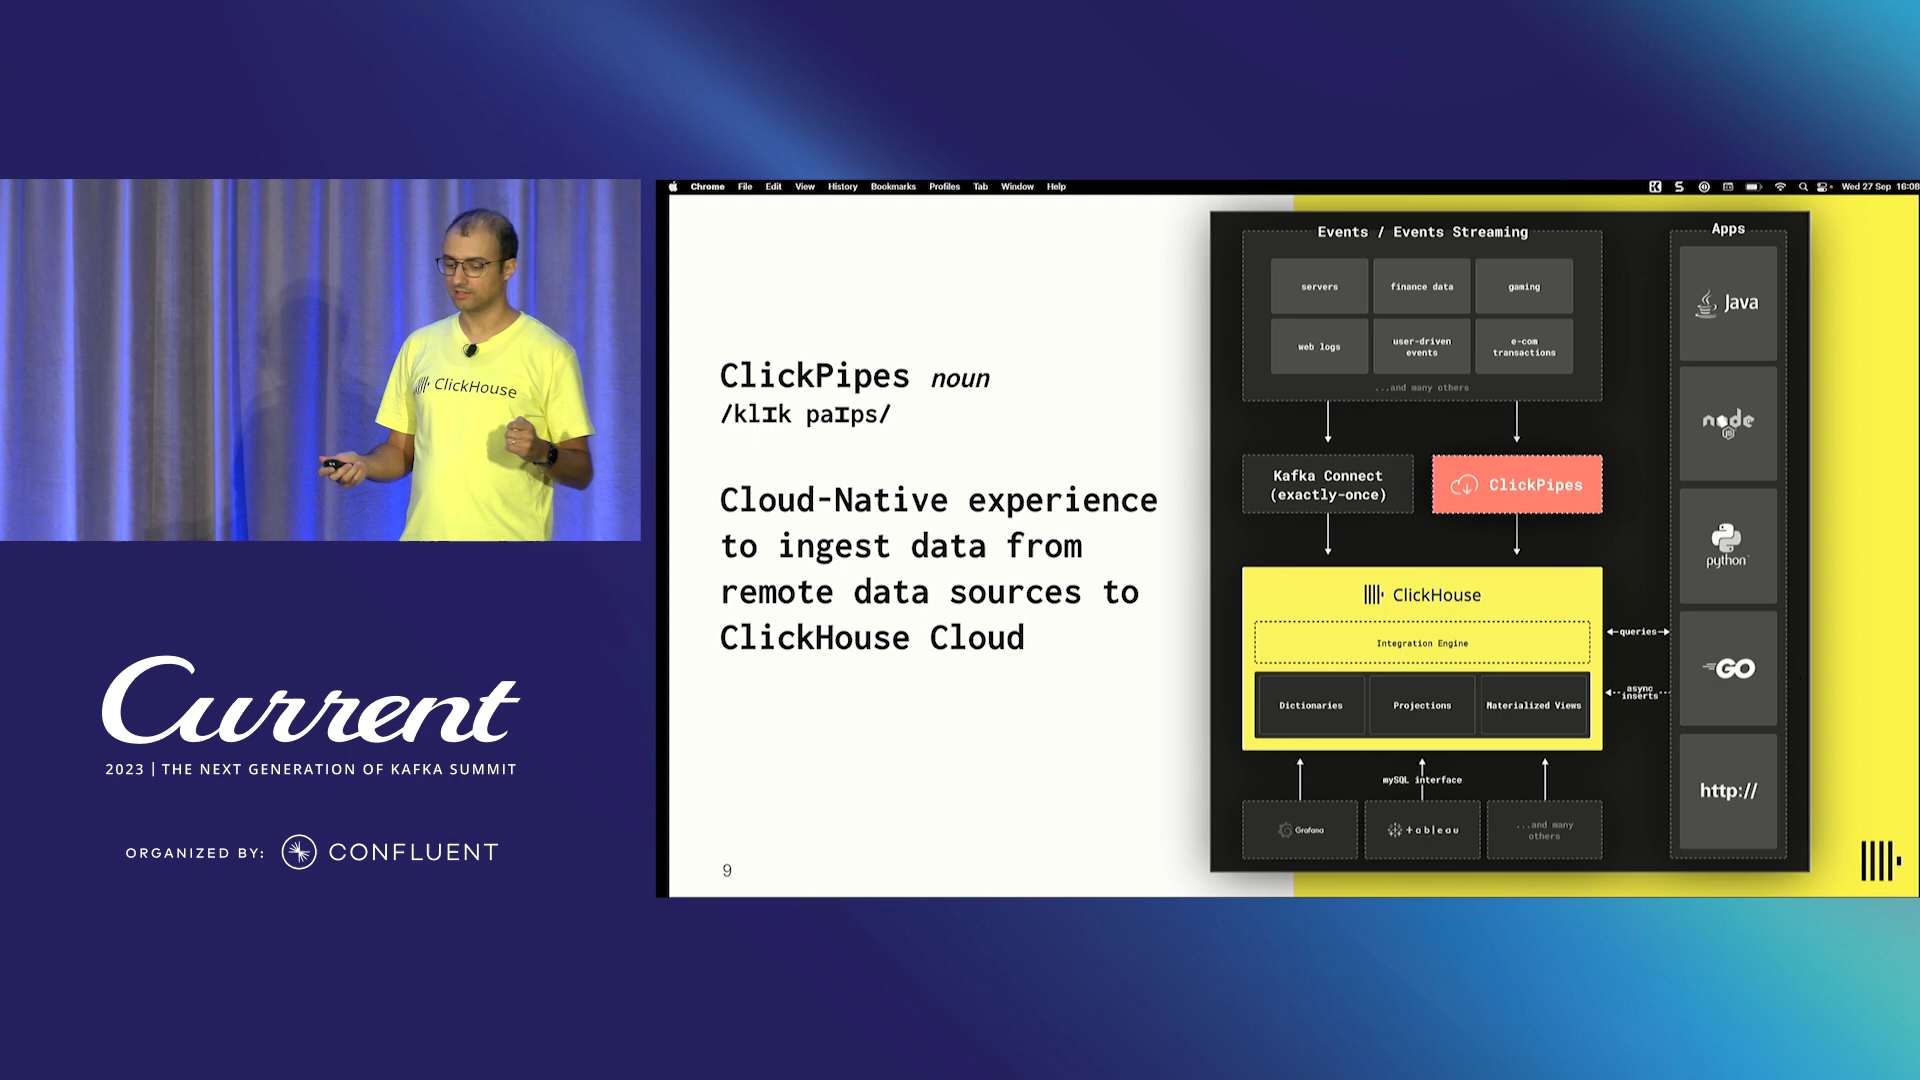 ClickHouse
Current
2023 | THE NEXT GENERATION OF KAFKA SUMMIT
ORGANIZED BY: CONFLUENT
Chrome File Edit View History Bookmarks Profiles Tab Window Help
Wed 27 Sep 16:08
ClickPipes noun
/klɪk paɪps/
Cloud-Native experience
to ingest data from
remote data sources to
ClickHouse Cloud
9
Events / Events Streaming
servers
finance data
gaming
web logs
user-driven
events
e-com
transactions
...and many others
Kafka Connect
(exactly-once)
ClickPipes
ClickHouse
Integration Engine
Dictionaries
Projections
Materialized Views
mySQL interface
Grafana
+ableau
...and many
others
queries
async
inserts
Apps
Java
node
JS
python
GO
http://